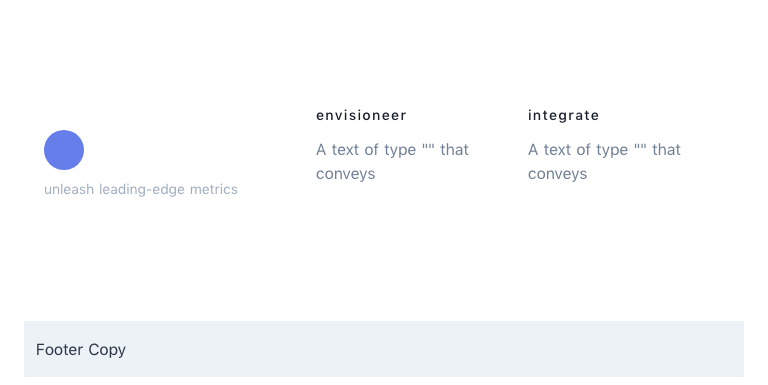 unleash leading-edge metrics
envisioneer
A text of type "" that
conveys
integrate
A text of type "" that
conveys
Footer Copy